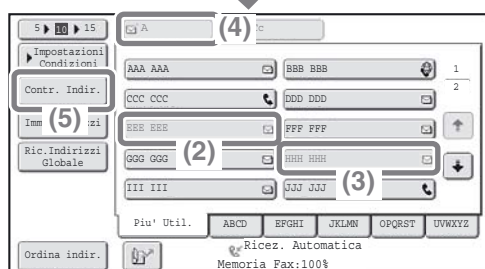 5 10 15
A
(4)
c
Impostazioni
Condizioni
Contr. Indir.
(5)
Imm
zi
Ric.Indirizzi
Globale
Ordina indir.
AAA AAA
BBB BBB
1
2
CCC CCC
DDD DDD
EEE EEE
(2)
FFF FFF
GGG GGG
HHH HHH
(3)
III III
JJJ JJJ
Piu' Util.
ABCD
EFGHI
JKLMN
OPQRST
UVWXYZ
Ricez. Automatica
Memoria Fax:100%